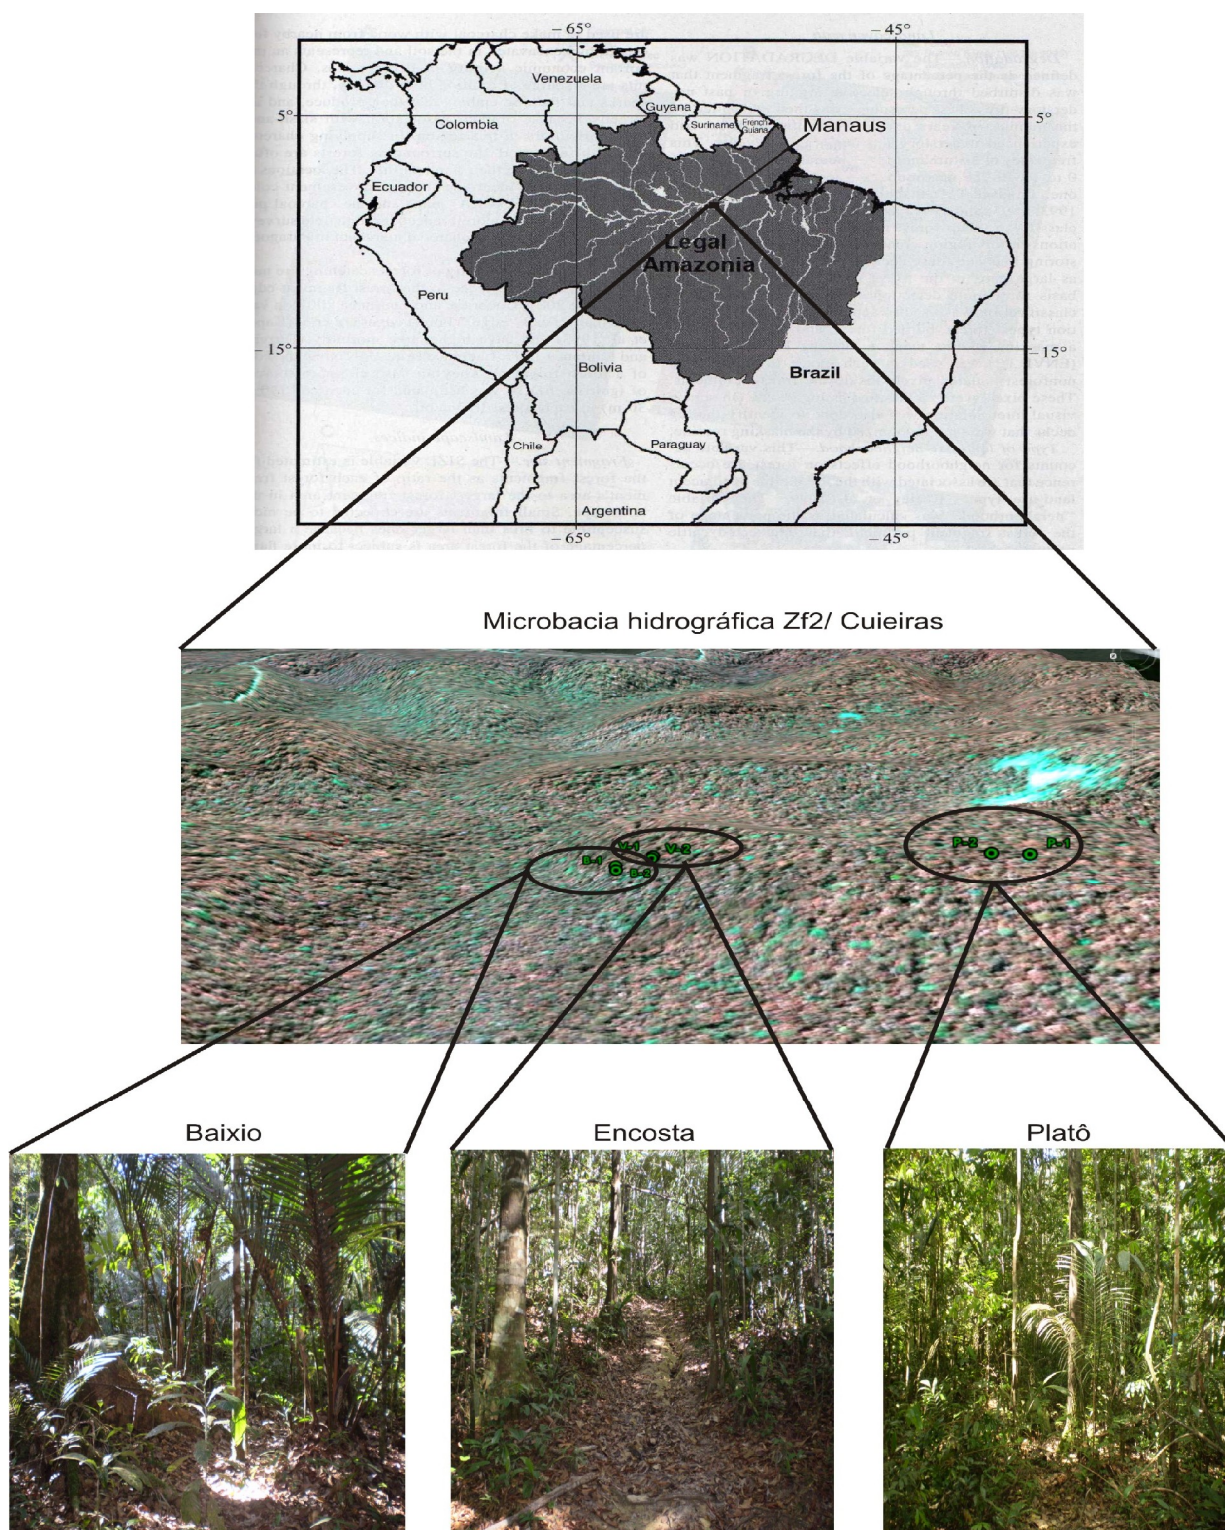 − 65°
− 45°
Venezuela
Guyana
Suriname
French
Guiana
5°
5°
Colombia
Manaus
Ecuador
Legal
Amazonia
Peru
− 15°
− 15°
Bolivia
Brazil
Chile
Paraguay
Argentina
− 65°
− 45°
Microbacia hidrográfica Zf2/ Cuieiras
V-1
V-2
P-2
P-1
B-1
B-2
Baixio
Encosta
Platô